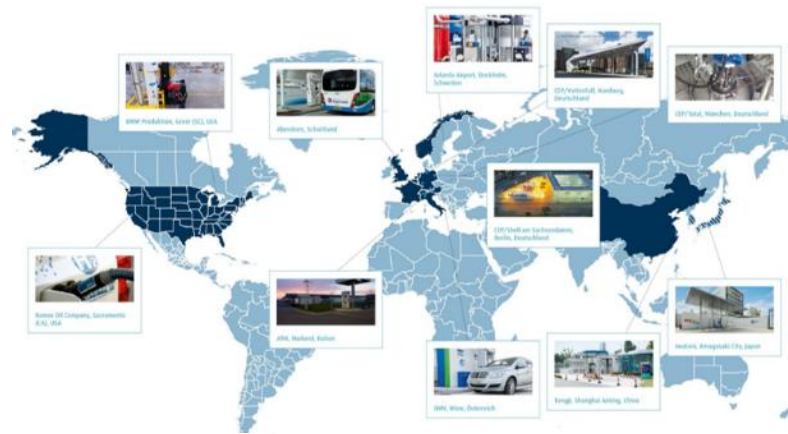 Arlanda Airport, Stockholm,
Schweden
CEP/Vattenfall, Hamburg,
Deutschland
CEP/Total, München, Deutschland
BMW Produktion, Greer (SC), USA
Aberdeen, Schottland
CEP/Shell am Sachsendamm,
Berlin, Deutschland
Ramos Oil Company, Sacramento
(CA), USA
Mailand, Italien
Amagasaki City, Japan
OMV, Wien, Österreich
Shanghai Anting, China